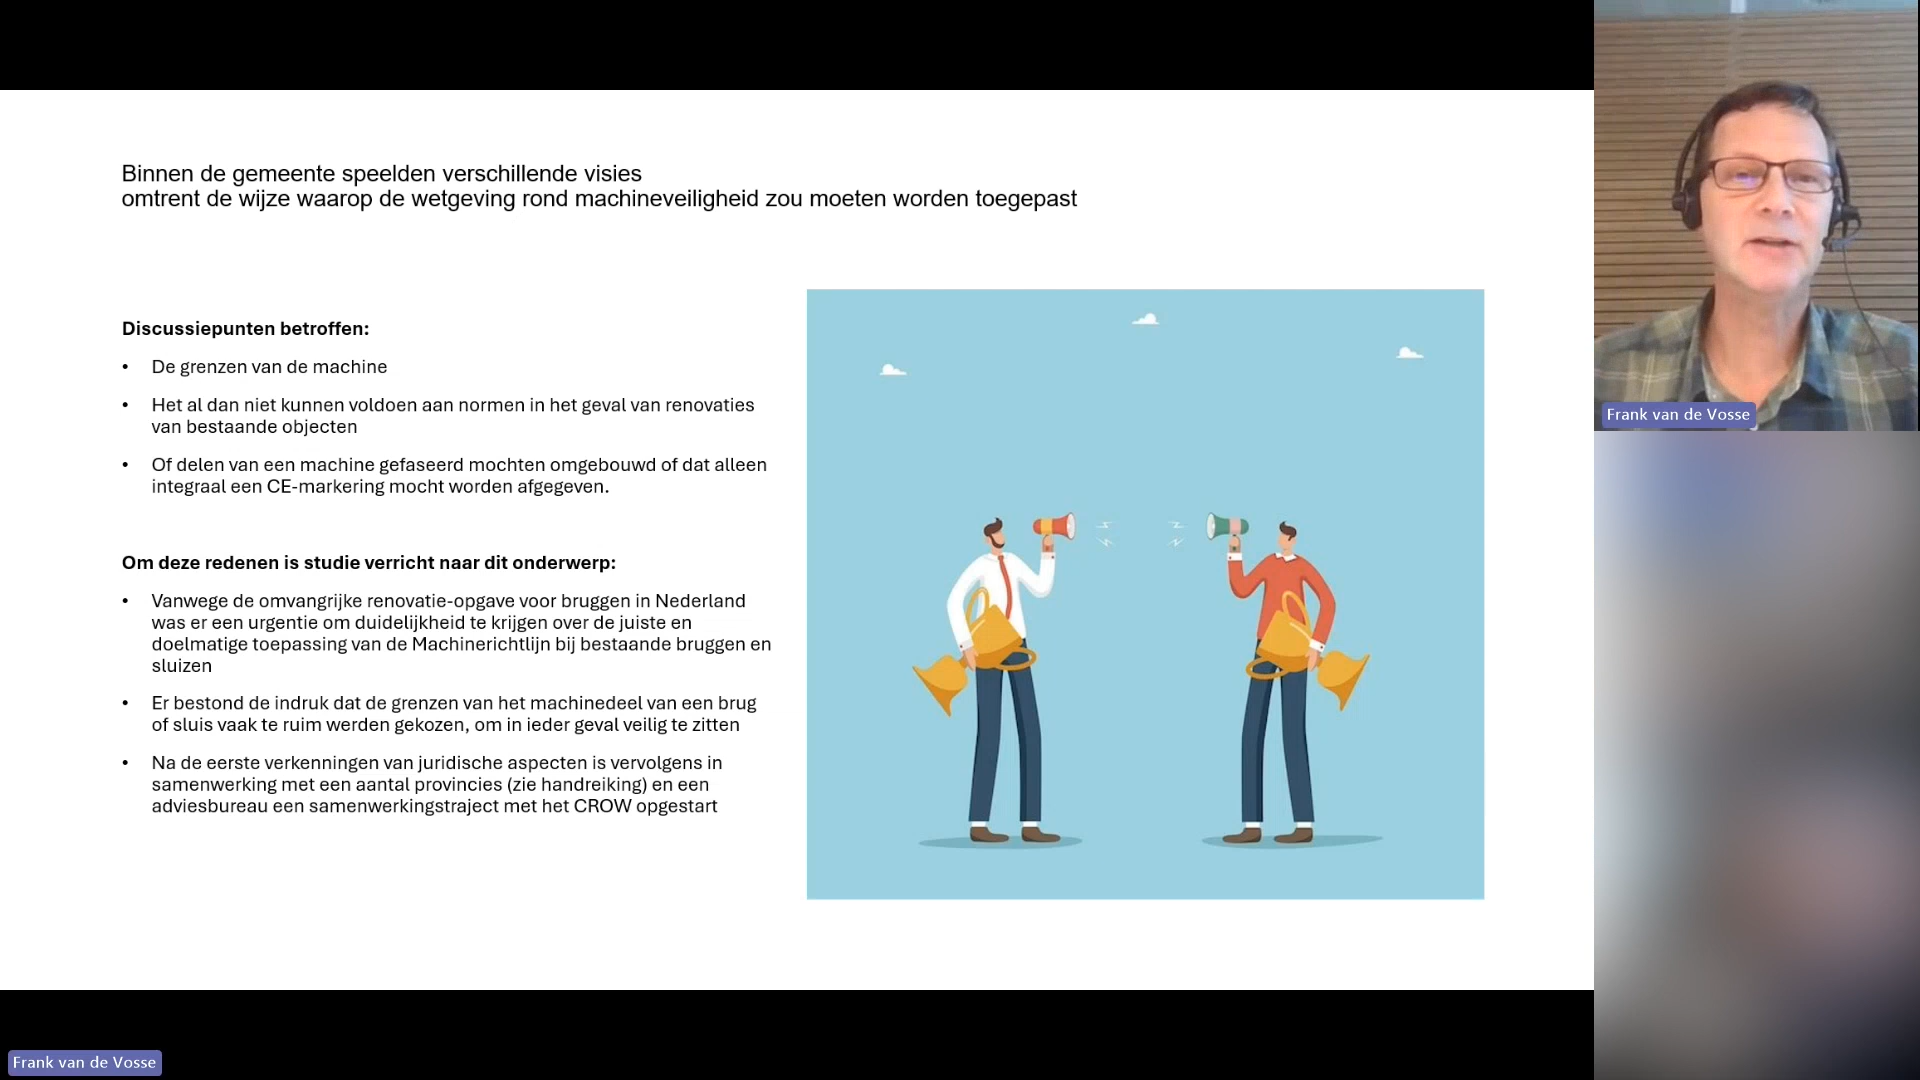 Binnen de gemeente speelden verschillende visies
omtrent de wijze waarop de wetgeving rond machineveiligheid zou moeten worden toegepast
Discussiepunten betroffen:
• De grenzen van de machine
• Het al dan niet kunnen voldoen aan normen in het geval van renovaties
van bestaande objecten
• Of delen van een machine gefaseerd mochten omgebouwd of dat alleen
integraal een CE-markering mocht worden afgegeven.
Om deze redenen is studie verricht naar dit onderwerp:
• Vanwege de omvangrijke renovatie-opgave voor bruggen in Nederland
was er een urgentie om duidelijkheid te krijgen over de juiste en
doelmatige toepassing van de Machinerichtlijn bij bestaande bruggen en
sluizen
• Er bestond de indruk dat de grenzen van het machinedeel van een brug
of sluis vaak te ruim werden gekozen, om in ieder geval veilig te zitten
• Na de eerste verkenningen van juridische aspecten is vervolgens in
samenwerking met een aantal provincies (zie handreiking) en een
adviesbureau een samenwerkingstraject met het CROW opgestart
Frank van de Vosse
Frank van de Vosse